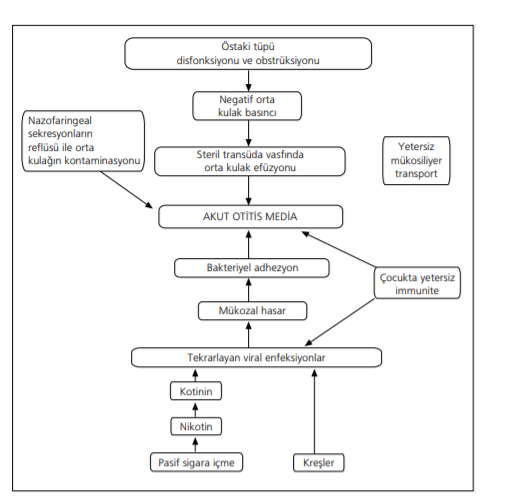 Östaki tüpü
disfonksiyonu ve obstrüksiyonu
Negatif orta
kulak basıncı
Nazofaringeal
sekresyonların
reflüsü ile orta
kulağın kontaminasyonu
Steril transüda vasfında
orta kulak efüzyonu
Yetersiz
mükosiliyer
transport
AKUT OTİTİS MEDİA
Bakteriyel adhezyon
Çocukta yetersiz
immunite
Mükozal hasar
Tekrarlayan viral enfeksiyonlar
Kotinin
Nikotin
Pasif sigara içme
Kreşler